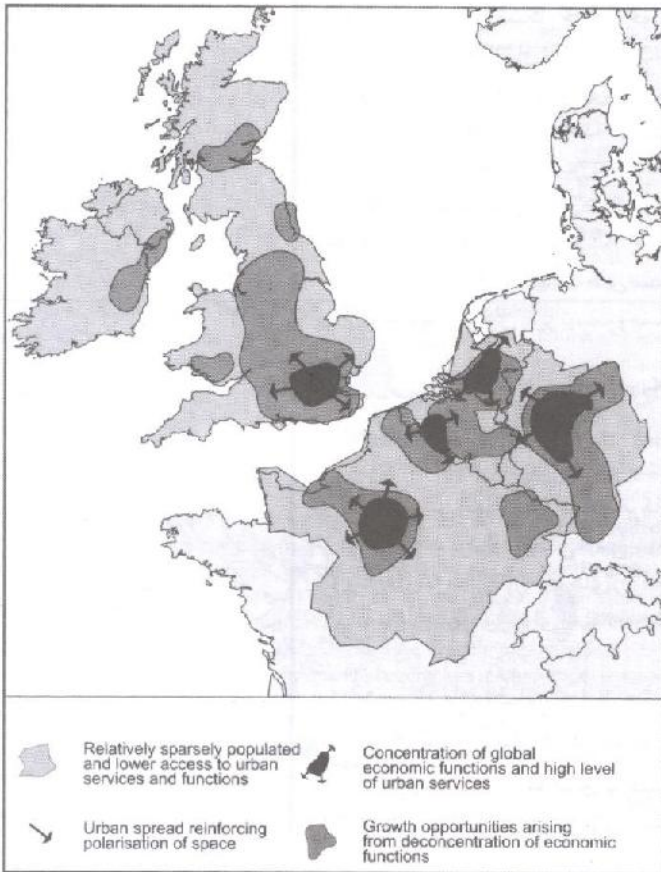 Relatively sparsely populated
and lower access to urban
services and functions
Concentration of global
economic functions and high level
of urban services
Urban spread reinforcing
polarisation of space
Growth opportunities arising
from deconcentration of economic
functions